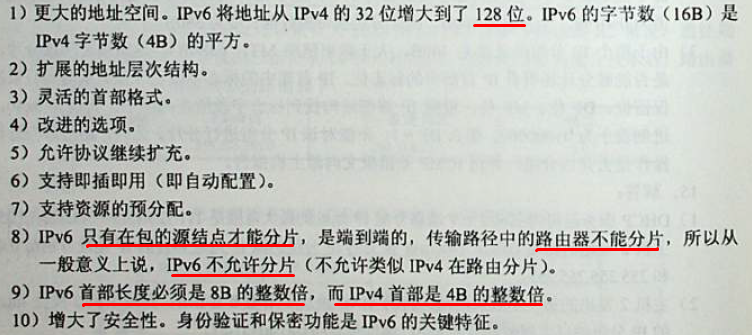 1）更大的地址空间。IPv6 将地址从 IPv4 的 32 位增大到了 128 位。IPv6 的字节数（16B）是
IPv4 字节数（4B）的平方。
2）扩展的地址层次结构。
3）灵活的首部格式。
4）改进的选项。
5）允许协议继续扩充。
6）支持即插即用（即自动配置）。
7）支持资源的预分配。
8）IPv6 只有在包的源结点才能分片，是端到端的，传输路径中的路由器不能分片，所以从
一般意义上说，IPv6 不允许分片（不允许类似 IPv4 在路由分片）。
9）IPv6 首部长度必须是 8B 的整数倍，而 IPv4 首部是 4B 的整数倍。
10）增大了安全性。身份验证和保密功能是 IPv6 的关键特征。